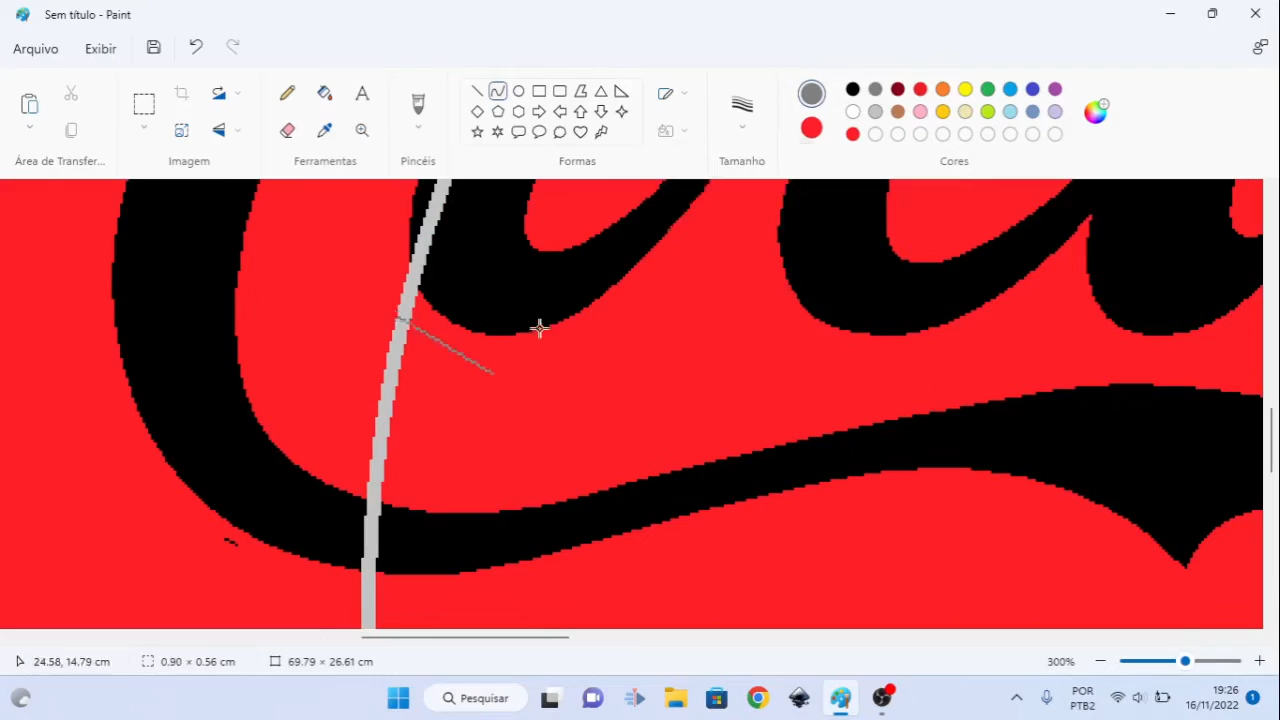 Sem título - Paint
Arquivo Exibir
Área de Transfer... Imagem Ferramentas Pincéis Formas Tamanho Cores
24.58, 14.79 cm 0.90 × 0.56 cm 69.79 × 26.61 cm 300%
Pesquisar
POR
PTB2
19:26
16/11/2022
1